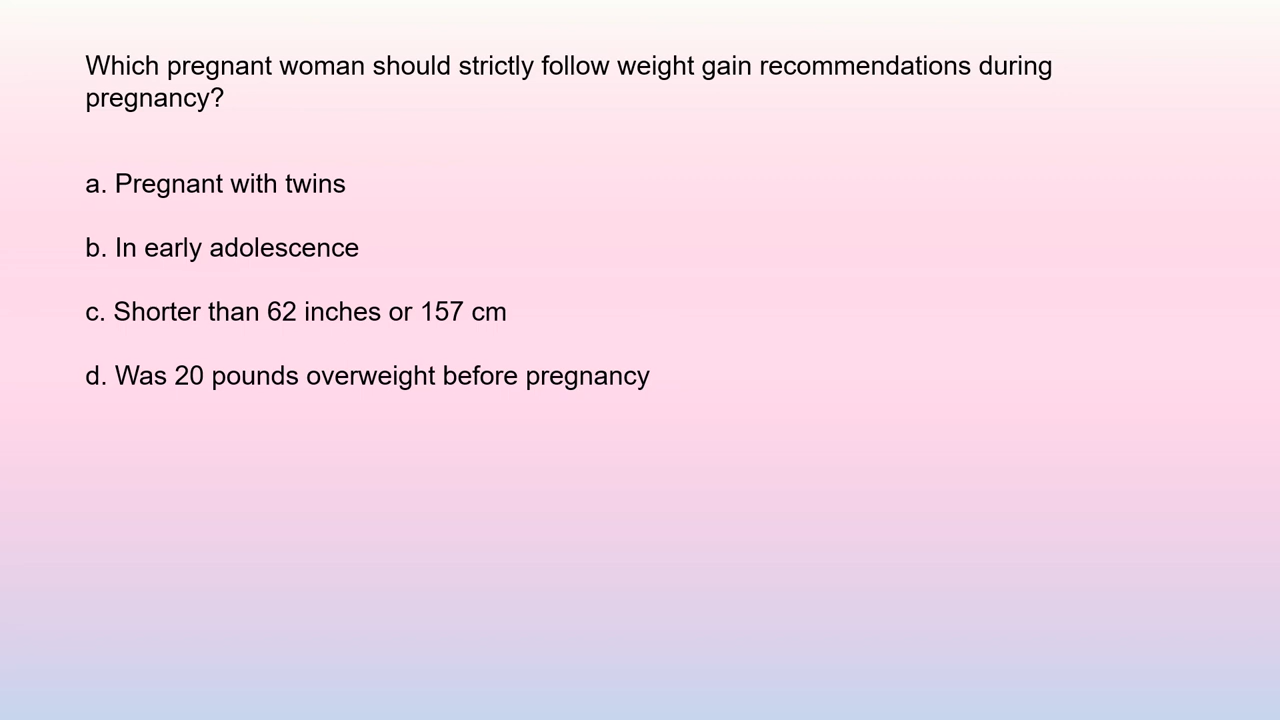 Which pregnant woman should strictly follow weight gain recommendations during
pregnancy?
a. Pregnant with twins
b. In early adolescence
c. Shorter than 62 inches or 157 cm
d. Was 20 pounds overweight before pregnancy